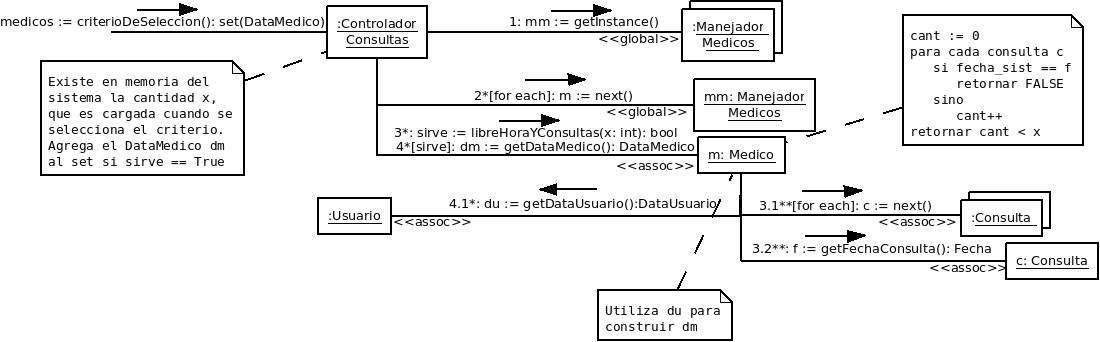 medicos := criterioDeSeleccion(): set(DataMedico)
:Controlador
Consultas
1: mm := getInstance()
<<global>>
:Manejador
Medicos
cant := 0
para cada consulta c
si fecha_sist == f
retornar FALSE
sino
cant++
retornar cant < x
Existe en memoria del
sistema la cantidad x,
que es cargada cuando se
selecciona el criterio.
Agrega el DataMedico dm
al set si sirve == True
2*[for each]: m := next()
<<global>>
mm: Manejador
Medicos
3*: sirve := libreHoraYConsultas(x: int): bool
4*[sirve]: dm := getDataMedico(): DataMedico
<<assoc>>
m: Medico
:Usuario
4.1*: du := getDataUsuario():DataUsuario
<<assoc>>
3.1**[for each]: c := next()
<<assoc>>
:Consulta
3.2**: f := getFechaConsulta(): Fecha
<<assoc>>
c: Consulta
Utiliza du para
construir dm